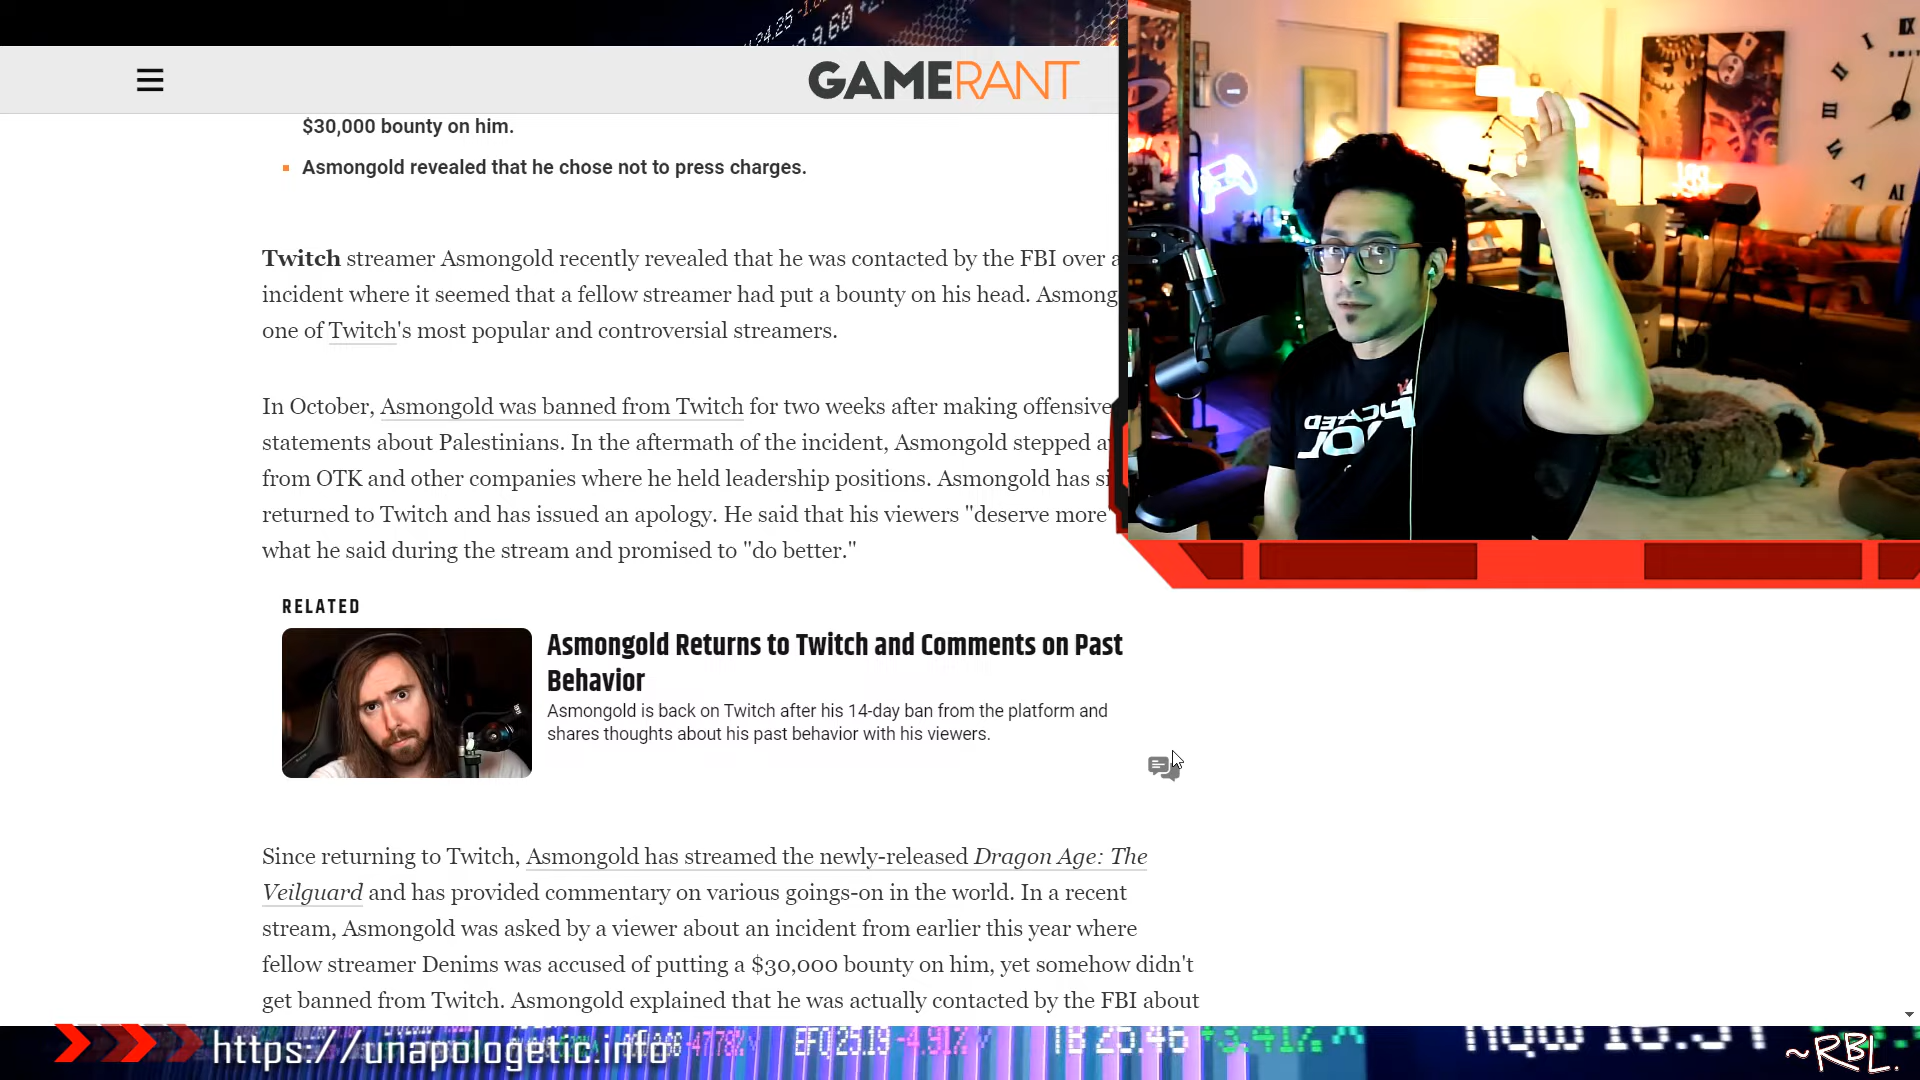 GAMERANT
$30,000 bounty on him.
Asmongold revealed that he chose not to press charges.
Twitch streamer Asmongold recently revealed that he was contacted by the FBI over a
incident where it seemed that a fellow streamer had put a bounty on his head. Asmong
one of Twitch's most popular and controversial streamers.
In October, Asmongold was banned from Twitch for two weeks after making offensive
statements about Palestinians. In the aftermath of the incident, Asmongold stepped a
from OTK and other companies where he held leadership positions. Asmongold has si
returned to Twitch and has issued an apology. He said that his viewers "deserve more"
what he said during the stream and promised to "do better."
RELATED
Asmongold Returns to Twitch and Comments on Past
Behavior
Asmongold is back on Twitch after his 14-day ban from the platform and
shares thoughts about his past behavior with his viewers.
Since returning to Twitch, Asmongold has streamed the newly-released Dragon Age: The
Veilguard and has provided commentary on various goings-on in the world. In a recent
stream, Asmongold was asked by a viewer about an incident from earlier this year where
fellow streamer Denims was accused of putting a $30,000 bounty on him, yet somehow didn't
get banned from Twitch. Asmongold explained that he was actually contacted by the FBI about
https://unapologetic.info
EFQ 25.19 -4.91%
25.46 +3.41%
~RBL.